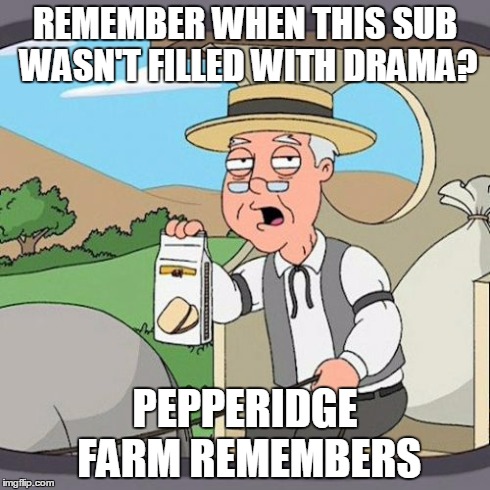 REMEMBER WHEN THIS SUB
WASN'T FILLED WITH DRAMA?
PEPPERIDGE
FARM REMEMBERS
imgflip.com